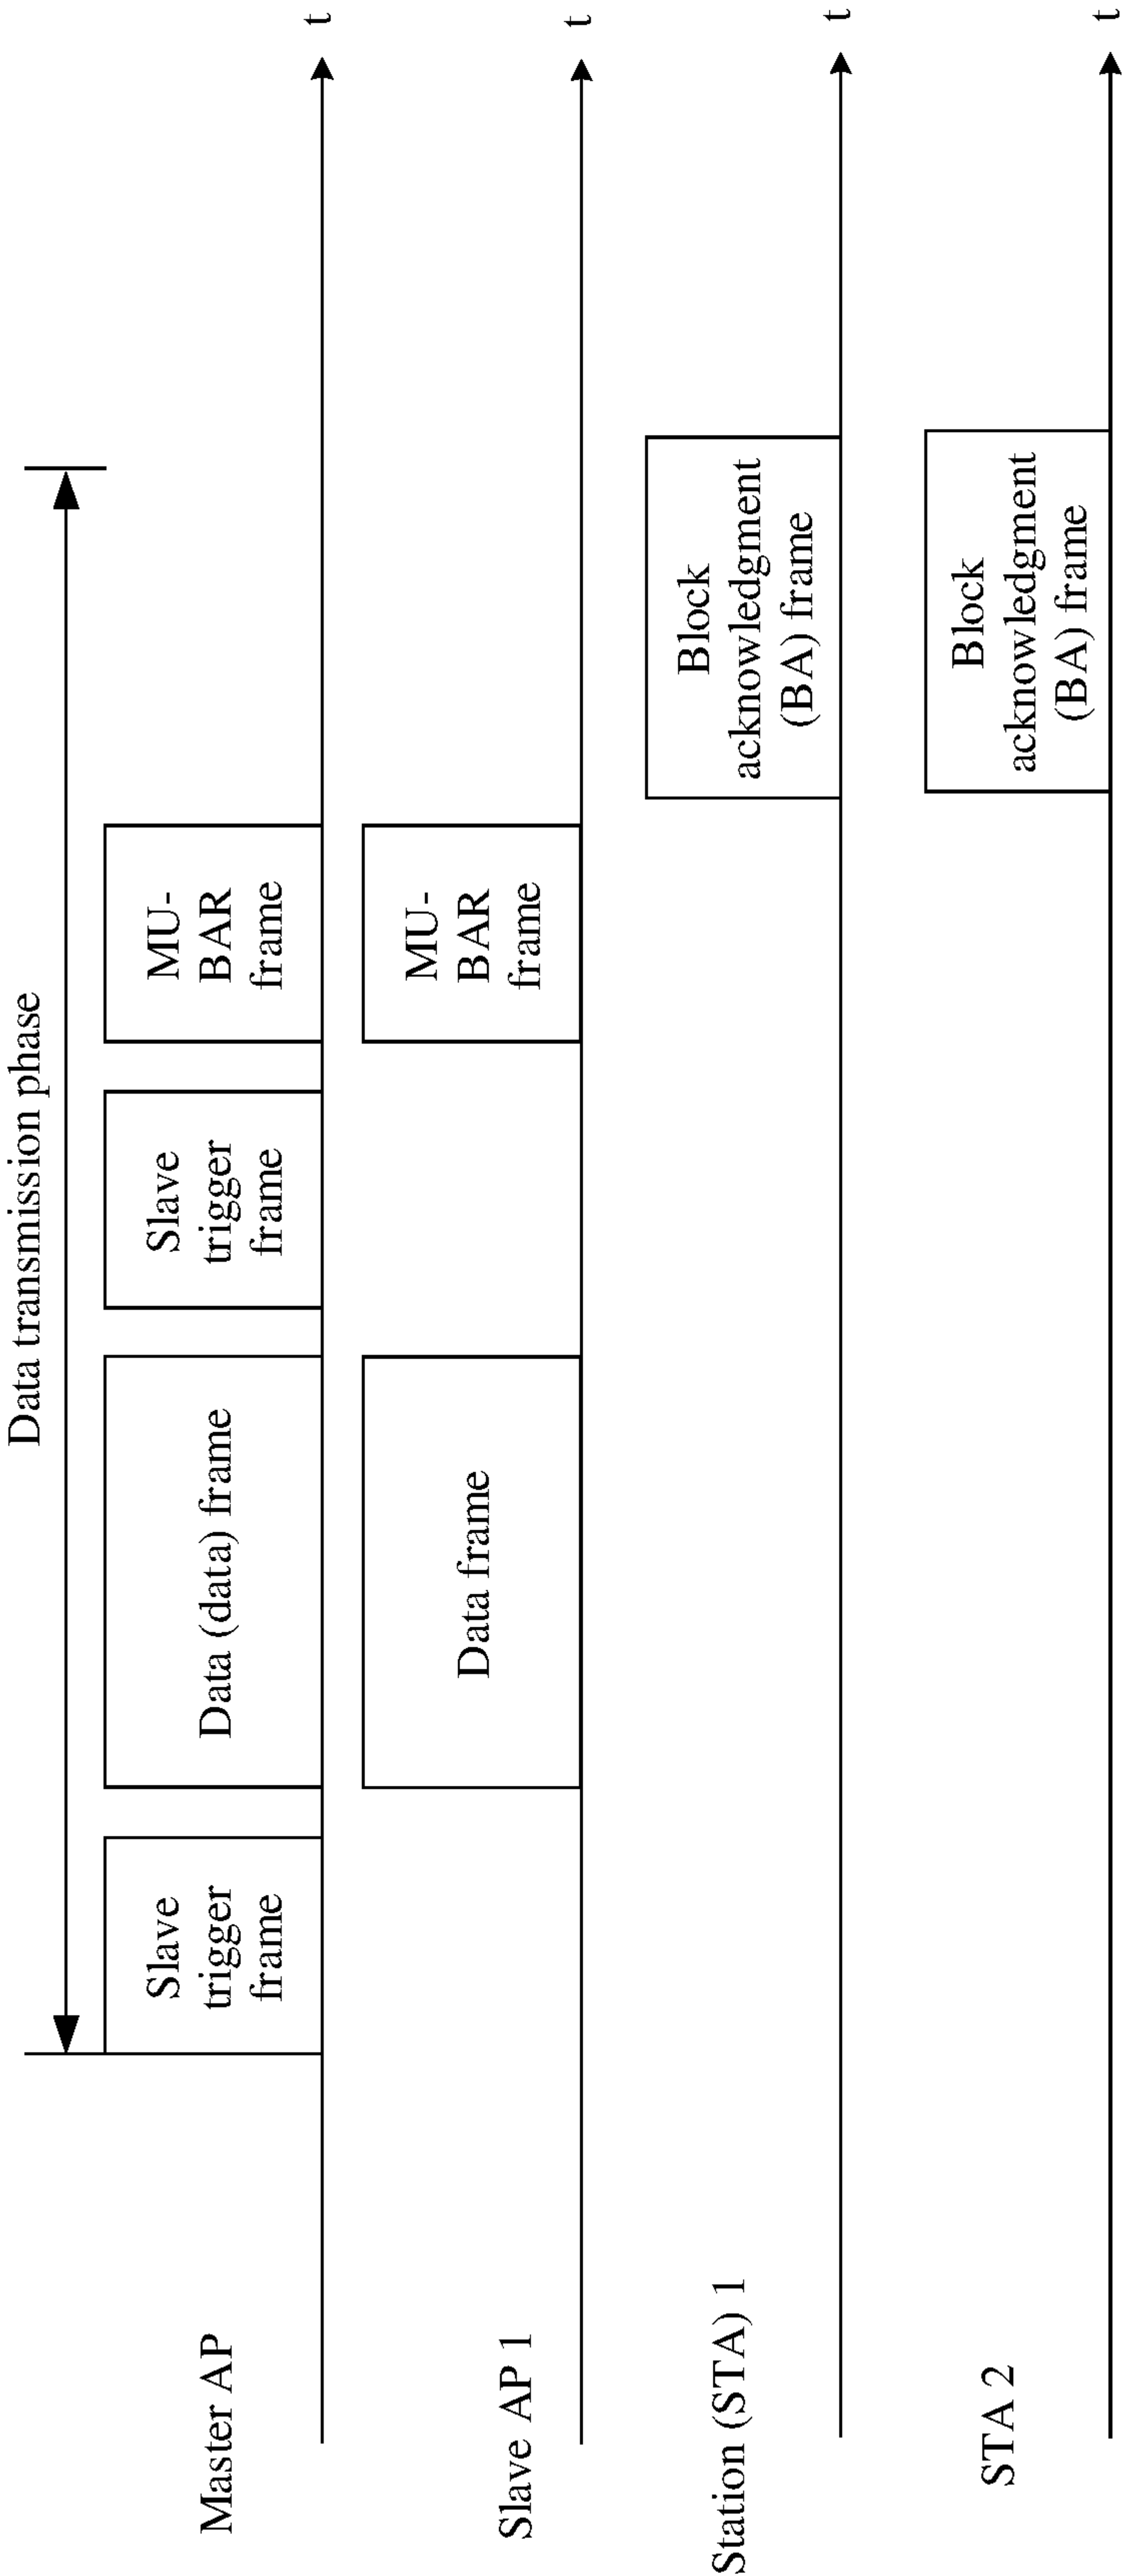 Data transmission phase
Master AP
Slave
trigger
frame
Data (data) frame
Slave
trigger
frame
MU-
BAR
frame
t
Slave AP 1
Data frame
MU-
BAR
frame
t
Station (STA) 1
Block
acknowledgment
(BA) frame
t
STA 2
Block
acknowledgment
(BA) frame
t